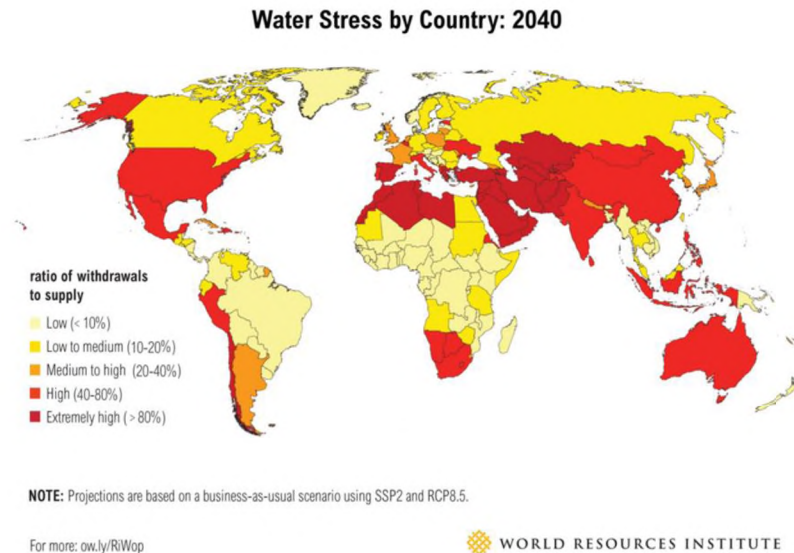 Water Stress by Country: 2040
ratio of withdrawals
to supply
Low (< 10%)
Low to medium (10-20%)
Medium to high (20-40%)
High (40-80%)
Extremely high (> 80%)
NOTE: Projections are based on a business-as-usual scenario using SSP2 and RCP8.5.
For more: ow.ly/RiWop
WORLD RESOURCES INSTITUTE